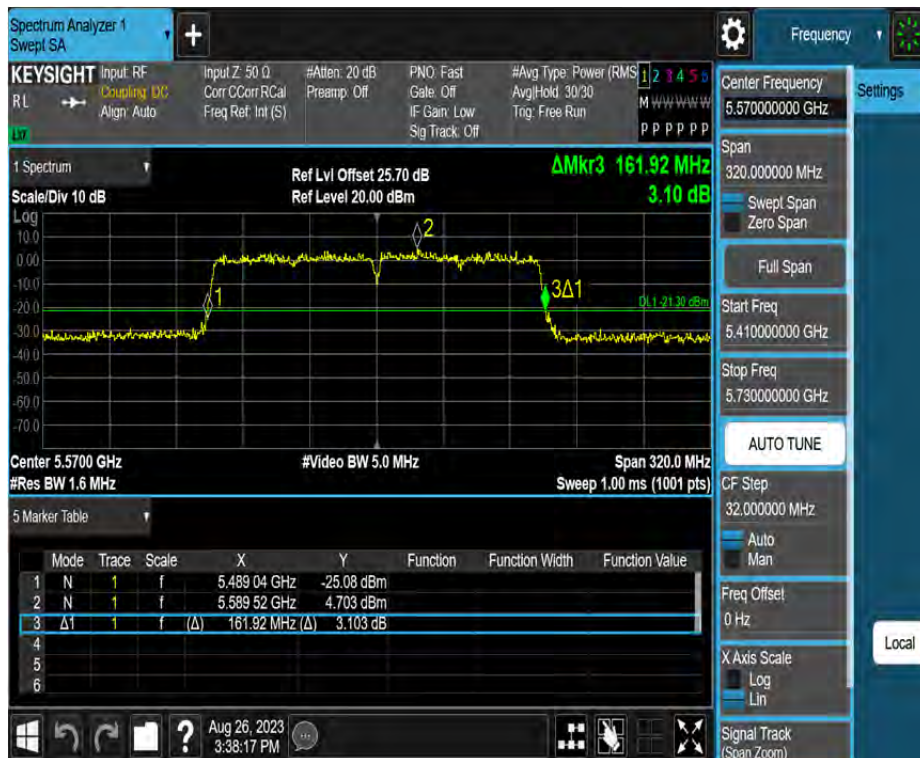 Spectrum Analyzer 1
Swept SA
+
Frequency
KEYSIGHT Input: RF Input Z: 50 Ω #Atten: 20 dB PNO: Fast #Avg Type: Power (RMS 1 2 3 4 5 6
RL Coupling: DC Corr CCorr RCal Preamp: Off Gate: Off Avg|Hold: 30/30 M W W W W W
Align: Auto Freq Ref: Int (S) IF Gain: Low Trig: Free Run
LXI Sig Track: Off P P P P P P
Center Frequency
5.570000000 GHz
Settings
Span
320.000000 MHz
Swept Span
Zero Span
Full Span
Start Freq
5.410000000 GHz
Stop Freq
5.730000000 GHz
AUTO TUNE
CF Step
32.000000 MHz
Auto
Man
Freq Offset
0 Hz
X Axis Scale
Log
Lin
Signal Track
(Span Zoom)
Local
1 Spectrum
Scale/Div 10 dB
Ref Lvl Offset 25.70 dB
Ref Level 20.00 dBm
ΔMkr3 161.92 MHz
3.10 dB
Log
10.0
0.00
-10.0
-20.0
-30.0
-40.0
-50.0
-60.0
-70.0
1
2
3Δ1
DL1 -21.30 dBm
Center 5.5700 GHz #Video BW 5.0 MHz Span 320.0 MHz
#Res BW 1.6 MHz Sweep 1.00 ms (1001 pts)
5 Marker Table
Mode Trace Scale X Y Function Function Width Function Value
1 N 1 f 5.489 04 GHz -25.08 dBm
2 N 1 f 5.589 52 GHz 4.703 dBm
3 Δ1 1 f (Δ) 161.92 MHz (Δ) 3.103 dB
4
5
6
?
Aug 26, 2023
3:38:17 PM